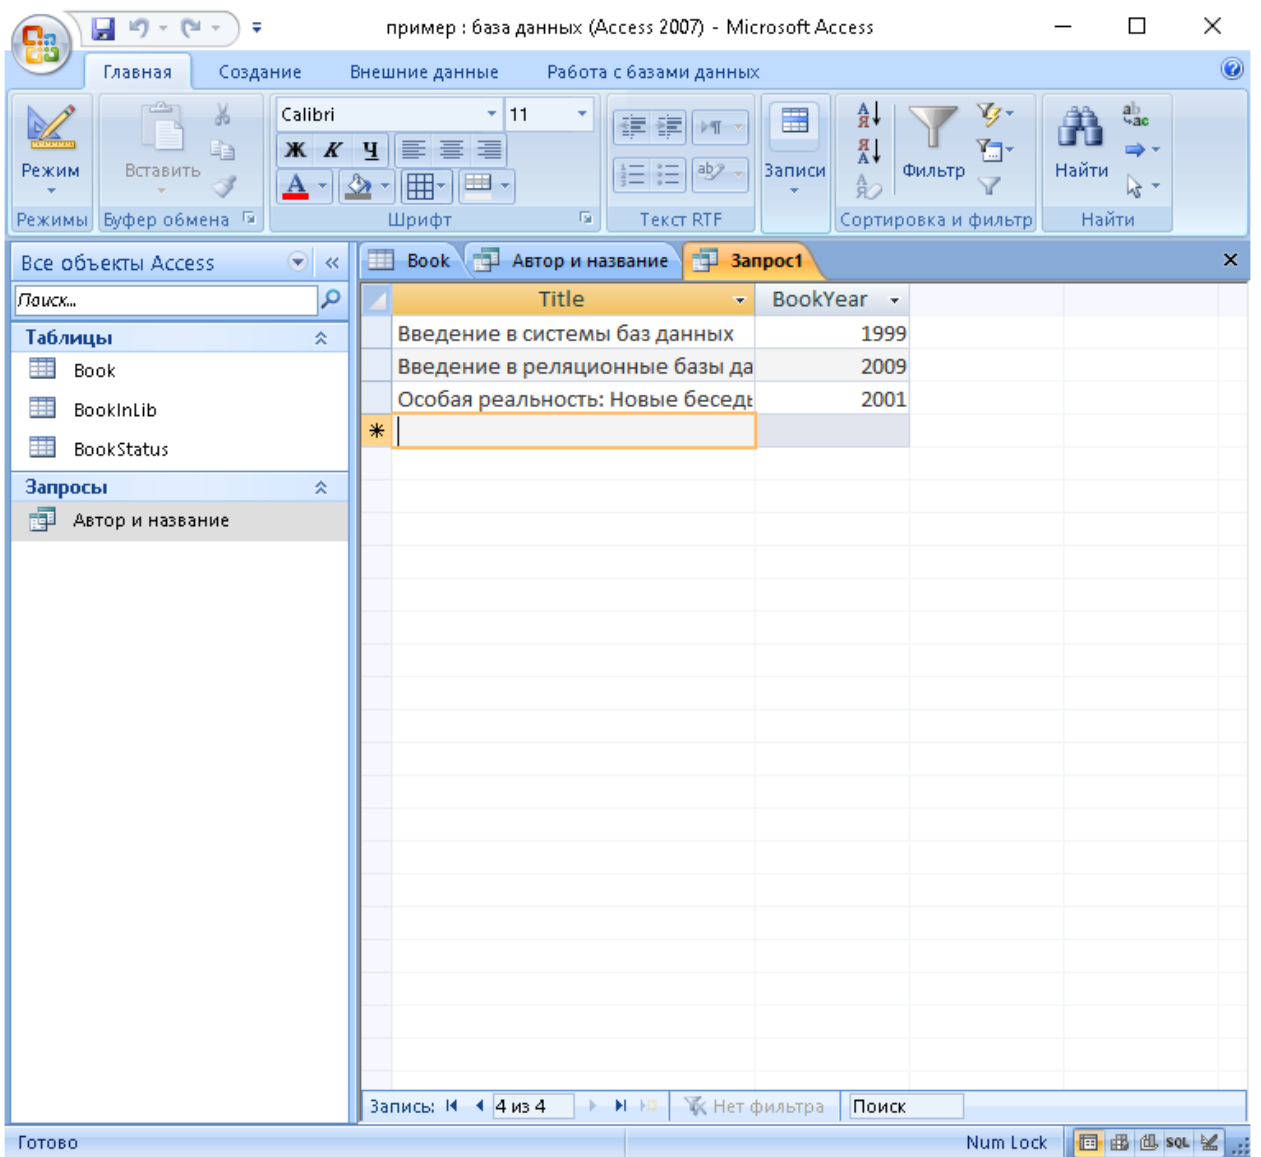 пример : база данных (Access 2007) - Microsoft Access
Главная Создание Внешние данные Работа с базами данных
Calibri 11
Ж К Ч
Режим Вставить Записи Фильтр Найти
Режимы Буфер обмена Шрифт Текст RTF Сортировка и фильтр Найти
Все объекты Access
Book Автор и название Запрос1
Поиск...
Title BookYear
Таблицы
Введение в системы баз данных 1999
Book
Введение в реляционные базы да 2009
BookInLib
Особая реальность: Новые бесед 2001
BookStatus
Запросы
Автор и название
Запись: 4 из 4 Нет фильтра Поиск
Готово Num Lock SQL